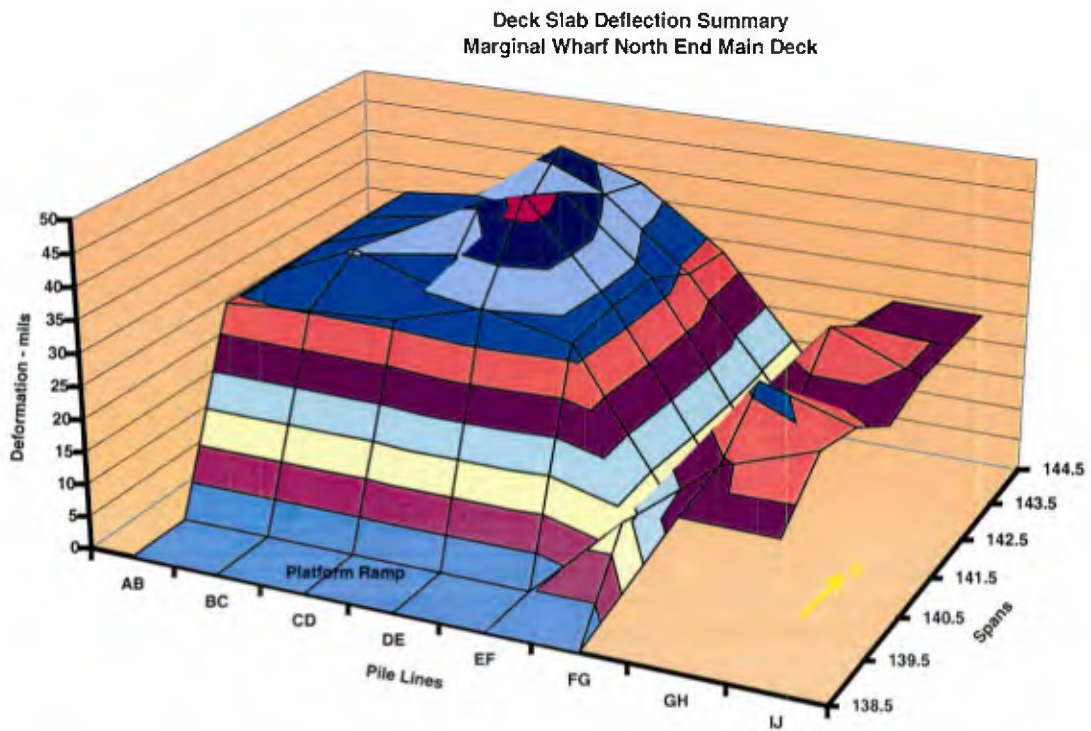 Deck Slab Deflection Summary
Marginal Wharf North End Main Deck
50
45
40
35
30
25
20
15
10
5
0
Deformation - mils
Platform Ramp
AB
BC
CD
DE
EF
FG
GH
IJ
Pile Lines
144.5
143.5
142.5
141.5
140.5
139.5
138.5
Spans